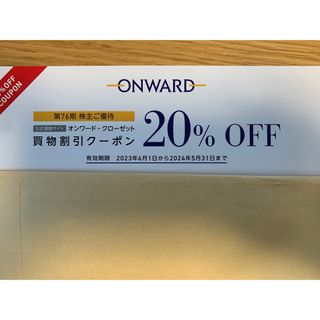 % OFF
COUPON
ONWARD
第76期 株主ご優待
公式通販サイト オンワード・クローゼット
買物割引クーポン 20% OFF
有効期限 2023年6月1日から2024年5月31日まで